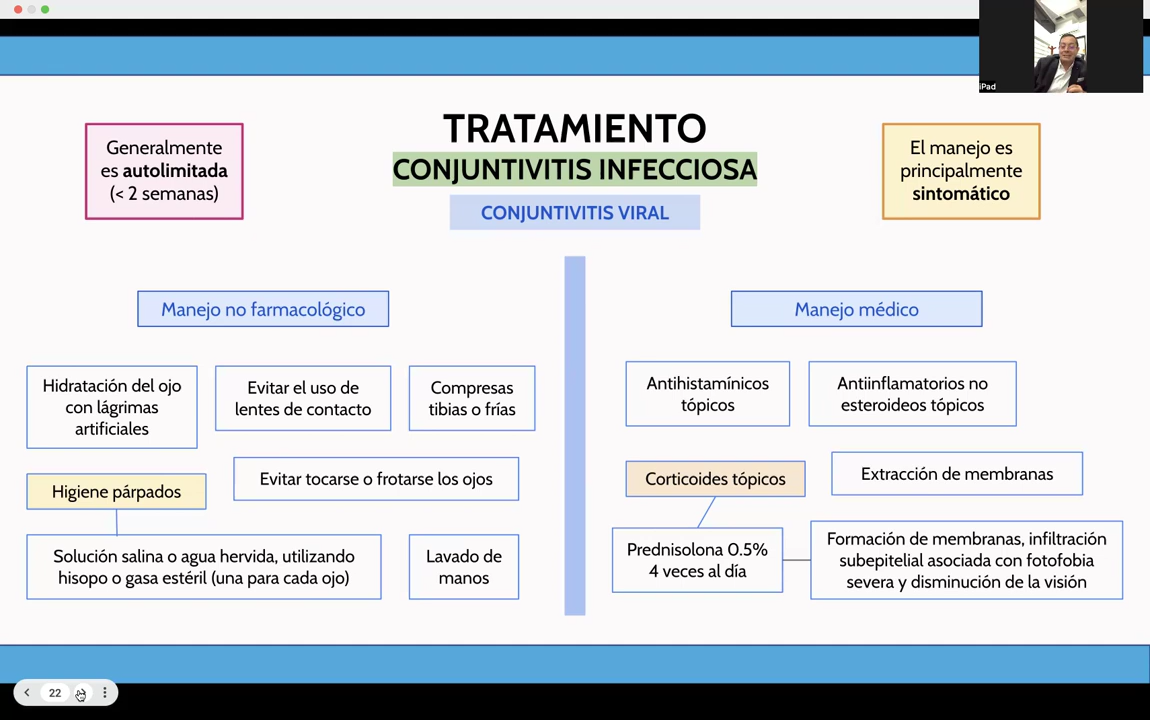 iPad
TRATAMIENTO
CONJUNTIVITIS INFECCIOSA
CONJUNTIVITIS VIRAL
Generalmente
es autolimitada
(< 2 semanas)
El manejo es
principalmente
sintomático
Manejo no farmacológico
Hidratación del ojo
con lágrimas
artificiales
Evitar el uso de
lentes de contacto
Compresas
tibias o frías
Higiene párpados
Evitar tocarse o frotarse los ojos
Solución salina o agua hervida, utilizando
hisopo o gasa estéril (una para cada ojo)
Lavado de
manos
Manejo médico
Antihistamínicos
tópicos
Antiinflamatorios no
esteroideos tópicos
Corticoides tópicos
Extracción de membranas
Prednisolona 0.5%
4 veces al día
Formación de membranas, infiltración
subepitelial asociada con fotofobia
severa y disminución de la visión
22